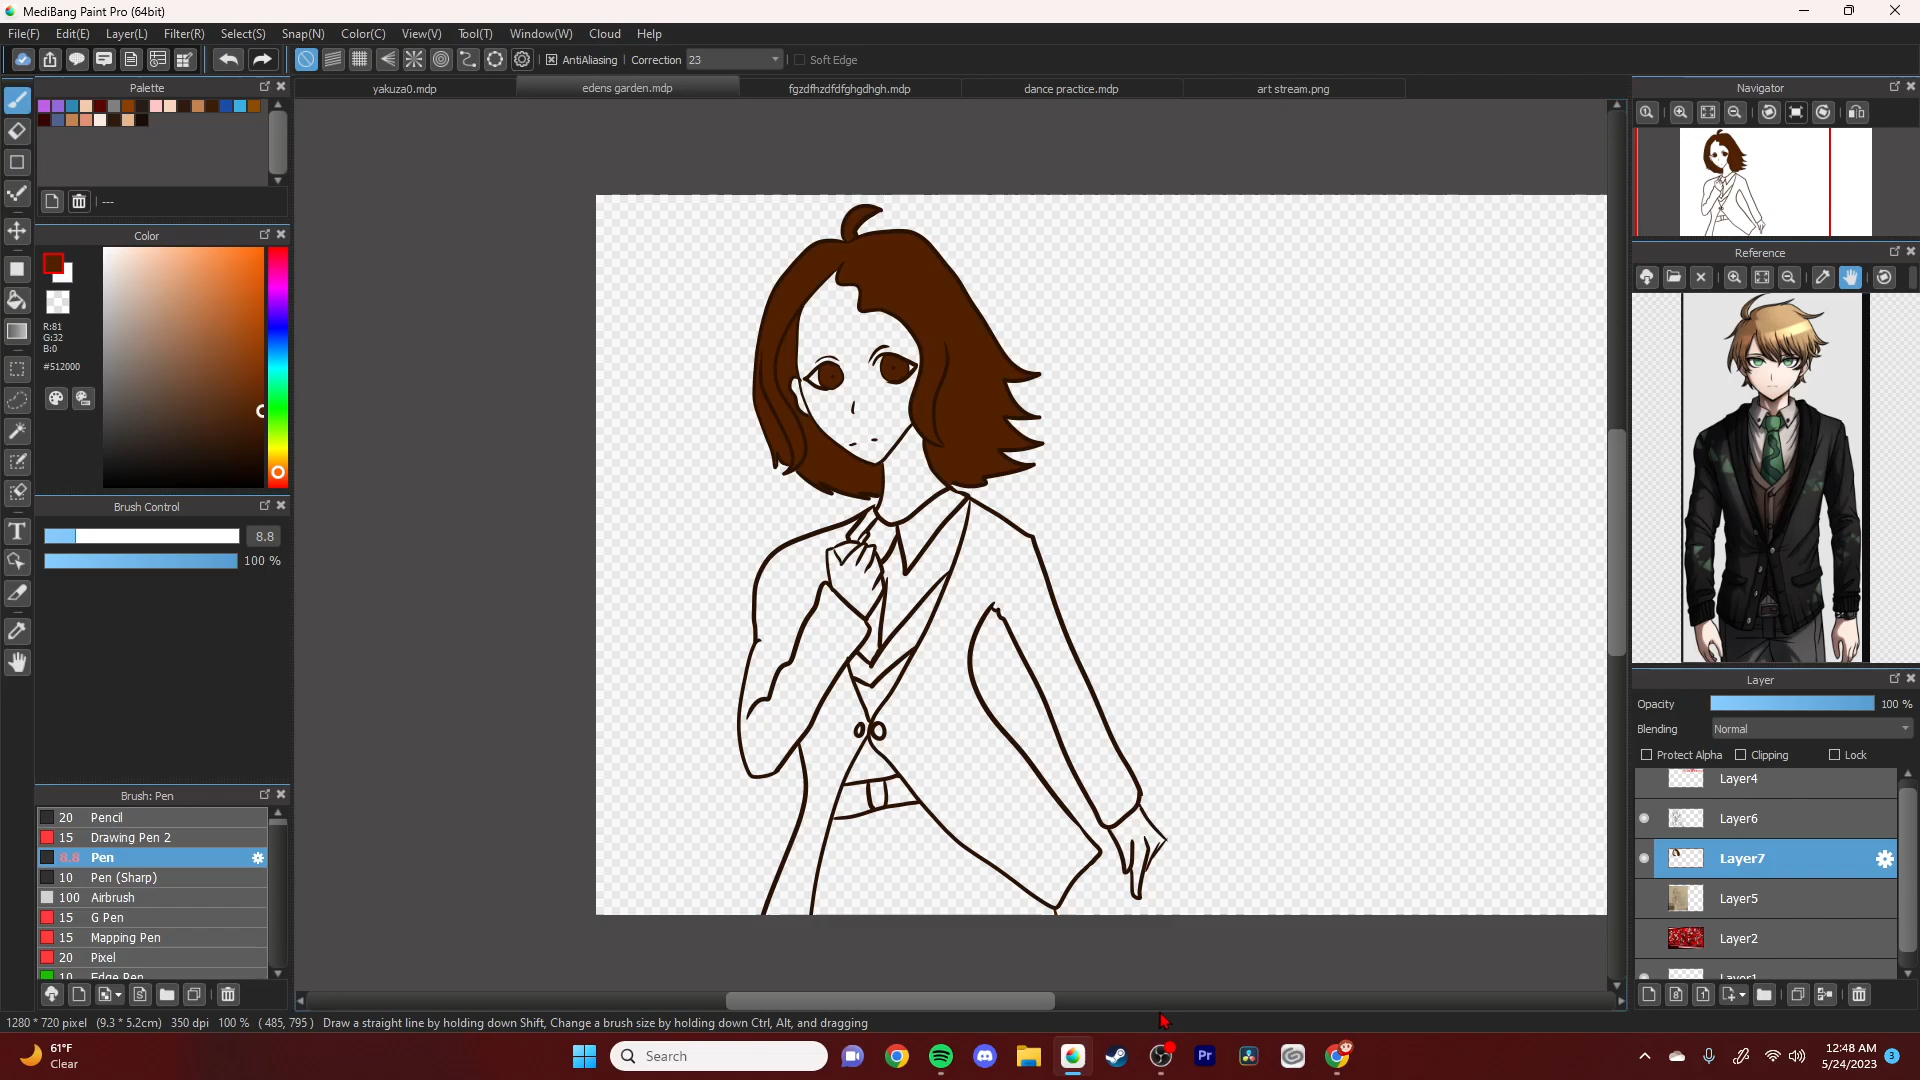 MediBang Paint Pro (64bit)
File(F) Edit(E) Layer(L) Filter(R) Select(S) Snap(N) Color(C) View(V) Tool(T) Window(W) Cloud Help
AntiAliasing Correction 23 Soft Edge
Palette
yakuza0.mdp edens garden.mdp fgzdfhzdfdfghgdhgh.mdp dance practice.mdp art stream.png
Navigator
---
Color
R:81
G:32
B:0
#512000
Reference
Brush Control
8.8
100 %
Layer
Opacity 100 %
Blending Normal
Protect Alpha Clipping Lock
Layer4
Layer6
Layer7
Layer5
Layer2
Layer1
Brush: Pen
20 Pencil
15 Drawing Pen 2
8.8 Pen
10 Pen (Sharp)
100 Airbrush
15 G Pen
15 Mapping Pen
20 Pixel
10 Edge Pen
1280 * 720 pixel (9.3 * 5.2cm) 350 dpi 100 % ( 485, 795 ) Draw a straight line by holding down Shift, Change a brush size by holding down Ctrl, Alt, and dragging
61°F
Clear
Search
Pr
12:48 AM
5/24/2023
3